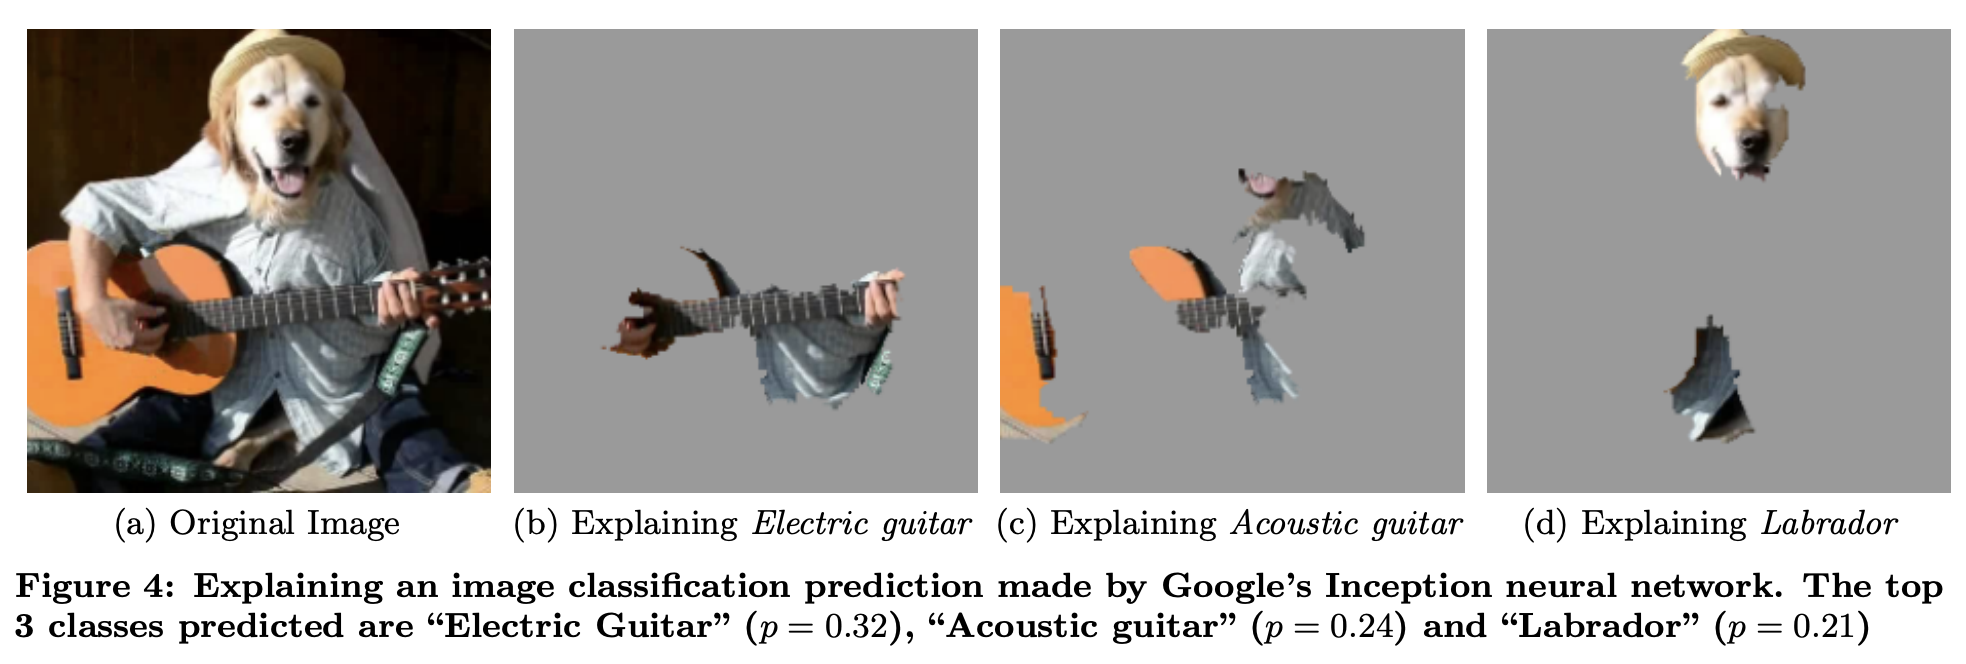 (a) Original Image
(b) Explaining Electric guitar
(c) Explaining Acoustic guitar
(d) Explaining Labrador
Figure 4: Explaining an image classification prediction made by Google's Inception neural network. The top
3 classes predicted are “Electric Guitar” (p = 0.32), “Acoustic guitar” (p = 0.24) and “Labrador” (p = 0.21)